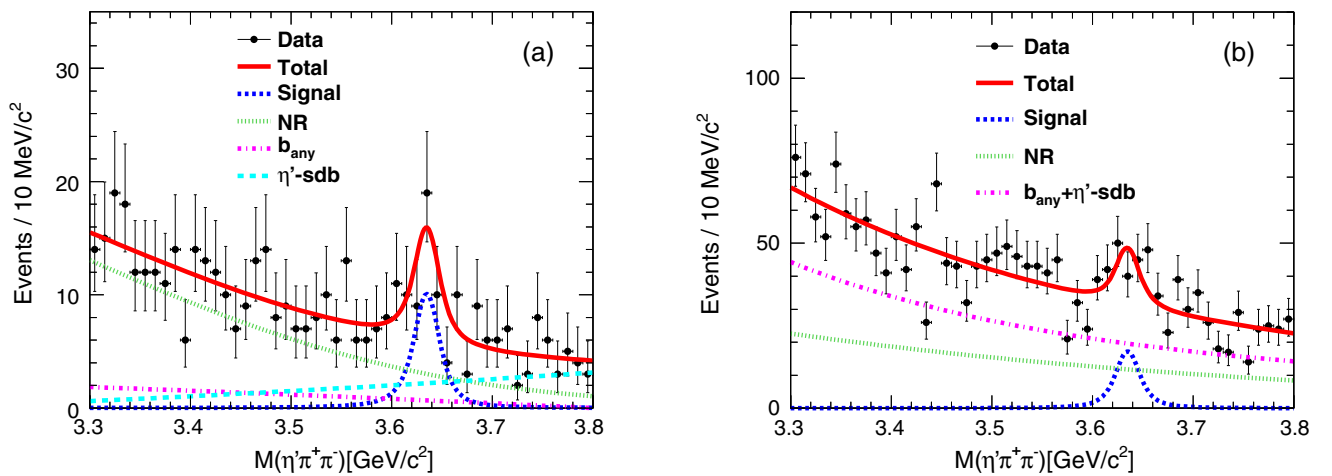 (a)
Data
Total
Signal
NR
b_any
η'-sdb
Events / 10 MeV/c²
0
10
20
30
3.3
3.4
3.5
3.6
3.7
3.8
M(η'π⁺π⁻)[GeV/c²]
(b)
Data
Total
Signal
NR
b_any+η'-sdb
Events / 10 MeV/c²
0
50
100
3.3
3.4
3.5
3.6
3.7
3.8
M(η'π⁺π⁻)[GeV/c²]